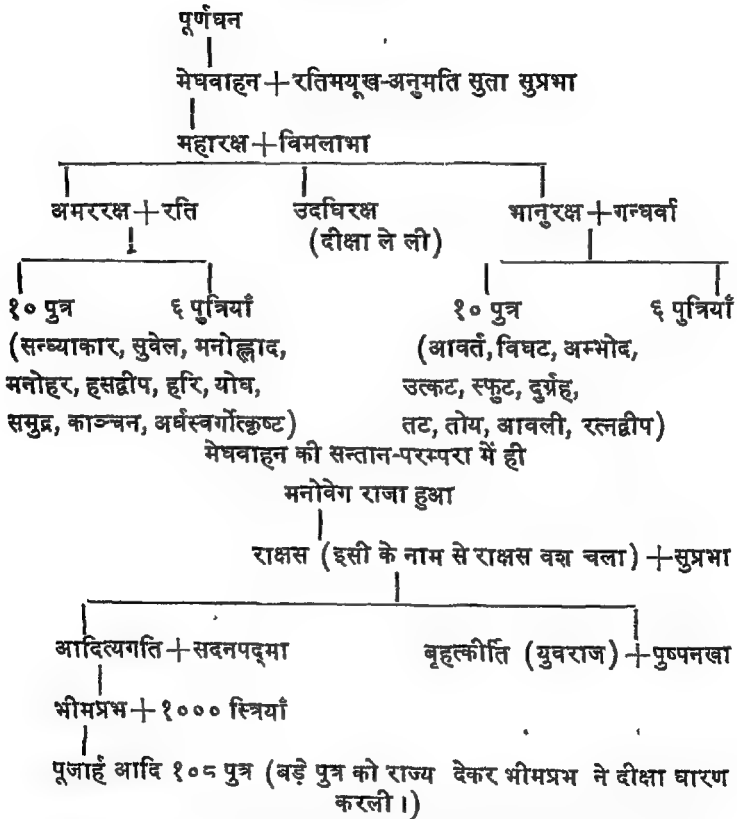 पूर्णघन
मेघवाहन + रतिमयूख-अनुमति सुता सुप्रभा
महारक्ष + विमलाभा
अमररक्ष + रति उदधिरक्ष भानुरक्ष + गन्धर्वा
(दीक्षा ले ली)
१० पुत्र ६ पुत्रियाँ १० पुत्र ६ पुत्रियाँ
(सन्ध्याकार, सुवेल, मनोह्लाद, (आवर्त, विघट, अम्भोद,
मनोहर, हसद्वीप, हरि, योध, उत्कट, स्फुट, दुर्ग्रह,
समुद्र, काञ्चन, अर्धस्वर्गोत्कृष्ट) तट, तोय, आवली, रत्नद्वीप)
मेघवाहन की सन्तान-परम्परा में ही
मनोवेग राजा हुआ
राक्षस (इसी के नाम से राक्षस वश चला) + सुप्रभा
आदित्यगति + सदनपद्मा बृहत्कीर्ति (युवराज) + पुष्पनखा
भीमप्रभ + १००० स्त्रियाँ
पूजार्ह आदि १०८ पुत्र (बड़े पुत्र को राज्य देकर भीमप्रभ ने दीक्षा धारण
करली ।)